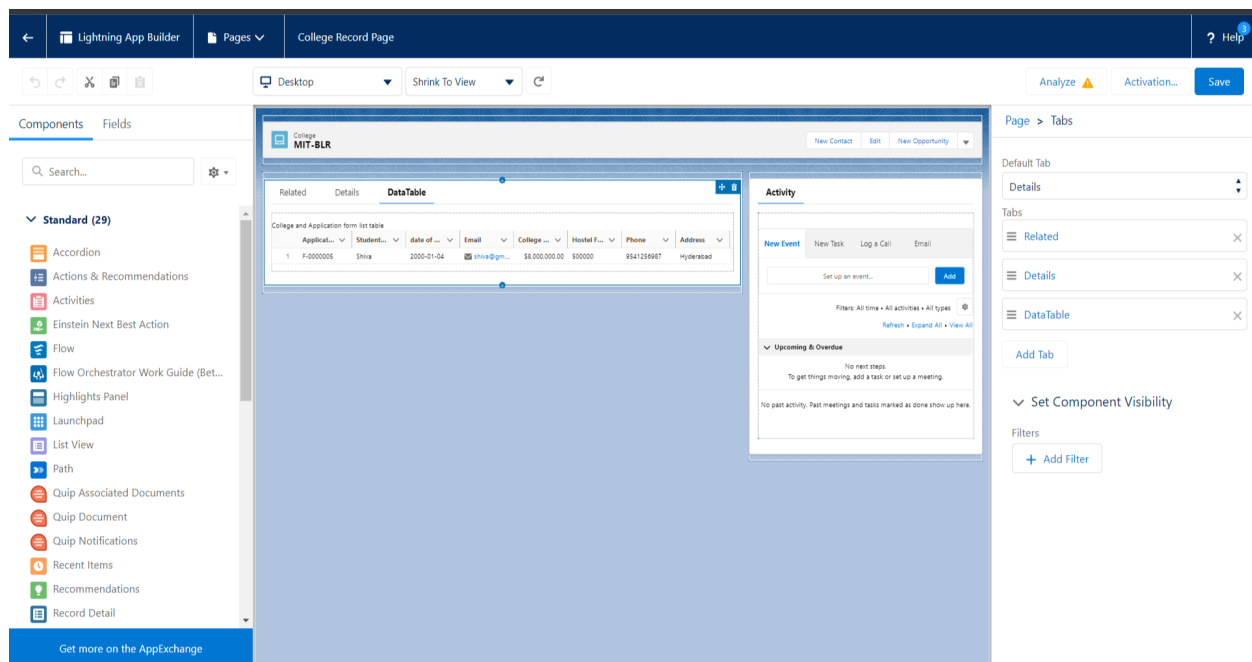 Lightning App Builder
Pages
College Record Page
? Help
3
Desktop
Shrink To View
Analyze
Activation...
Save
Components
Fields
Search...
Standard (29)
Accordion
Actions & Recommendations
Activities
Einstein Next Best Action
Flow
Flow Orchestrator Work Guide (Bet...
Highlights Panel
Launchpad
List View
Path
Quip Associated Documents
Quip Document
Quip Notifications
Recent Items
Recommendations
Record Detail
Get more on the AppExchange
College
MIT-BLR
New Contact
Edit
New Opportunity
Related
Details
DataTable
College and Application form list table
Applicat... Student... date of ... Email College ... Hostel F... Phone Address
1 F-0000005 Shiva 2000-01-04 shiva@gm... $8,000,000.00 500000 9541256987 Hyderabad
Activity
New Event
New Task
Log a Call
Email
Set up an event...
Add
Filters: All time • All activities • All types
Refresh • Expand All • View All
Upcoming & Overdue
No next steps.
To get things moving, add a task or set up a meeting.
No past activity. Past meetings and tasks marked as done show up here.
Page > Tabs
Default Tab
Details
Tabs
Related
Details
DataTable
Add Tab
Set Component Visibility
Filters
+ Add Filter